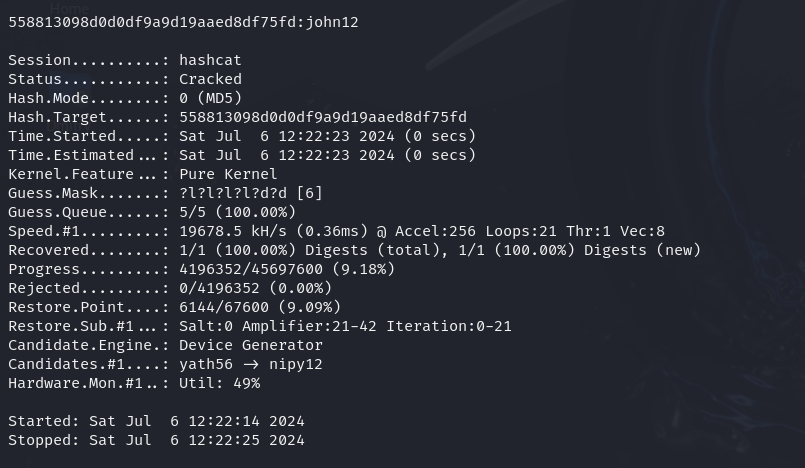 Home
558813098d0d0df9a9d19aaed8df75fd:john12
Session..........: hashcat
Status...........: Cracked
Hash.Mode........: 0 (MD5)
Hash.Target......: 558813098d0d0df9a9d19aaed8df75fd
Time.Started.....: Sat Jul  6 12:22:23 2024 (0 secs)
Time.Estimated...: Sat Jul  6 12:22:23 2024 (0 secs)
Kernel.Feature...: Pure Kernel
Guess.Mask.......: ?l?l?l?l?d?d [6]
Guess.Queue......: 5/5 (100.00%)
Speed.#1.........: 19678.5 kH/s (0.36ms) @ Accel:256 Loops:21 Thr:1 Vec:8
Recovered........: 1/1 (100.00%) Digests (total), 1/1 (100.00%) Digests (new)
Progress.........: 4196352/45697600 (9.18%)
Rejected.........: 0/4196352 (0.00%)
Restore.Point....: 6144/67600 (9.09%)
Restore.Sub.#1...: Salt:0 Amplifier:21-42 Iteration:0-21
Candidate.Engine.: Device Generator
Candidates.#1....: yath56 -> nipy12
Hardware.Mon.#1..: Util: 49%
Started: Sat Jul  6 12:22:14 2024
Stopped: Sat Jul  6 12:22:25 2024